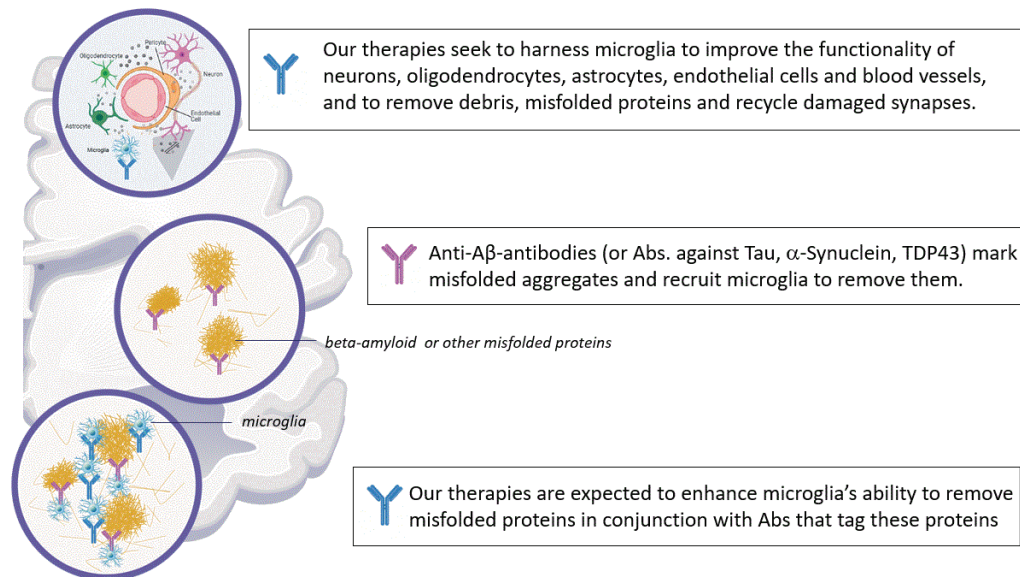 Pericyte
Oligodendrocyte
Neuron
Endothelial
Cell
Astrocyte
Microglia
Our therapies seek to harness microglia to improve the functionality of
neurons, oligodendrocytes, astrocytes, endothelial cells and blood vessels,
and to remove debris, misfolded proteins and recycle damaged synapses.
Anti-Aβ-antibodies (or Abs. against Tau, α-Synuclein, TDP43) mark
misfolded aggregates and recruit microglia to remove them.
beta-amyloid or other misfolded proteins
microglia
Our therapies are expected to enhance microglia's ability to remove
misfolded proteins in conjunction with Abs that tag these proteins